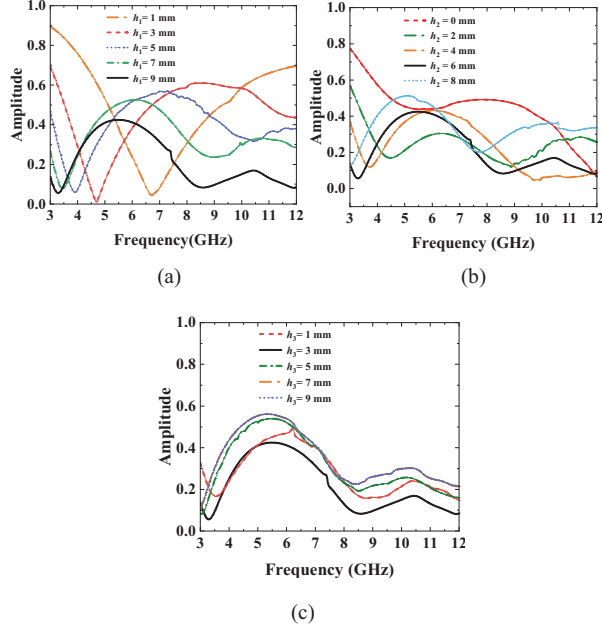 1.0
0.8
0.6
0.4
0.2
0.0
Amplitude
h₁= 1 mm
h₁= 3 mm
h₁= 5 mm
h₁= 7 mm
h₁= 9 mm
3 4 5 6 7 8 9 10 11 12
Frequency(GHz)
(a)
1.0
0.8
0.6
0.4
0.2
0.0
Amplitude
h₂= 0 mm
h₂= 2 mm
h₂= 4 mm
h₂= 6 mm
h₂= 8 mm
3 4 5 6 7 8 9 10 11 12
Frequency (GHz)
(b)
1.0
0.8
0.6
0.4
0.2
0.0
Amplitude
h₃= 1 mm
h₃= 3 mm
h₃= 5 mm
h₃= 7 mm
h₃= 9 mm
3 4 5 6 7 8 9 10 11 12
Frequency (GHz)
(c)